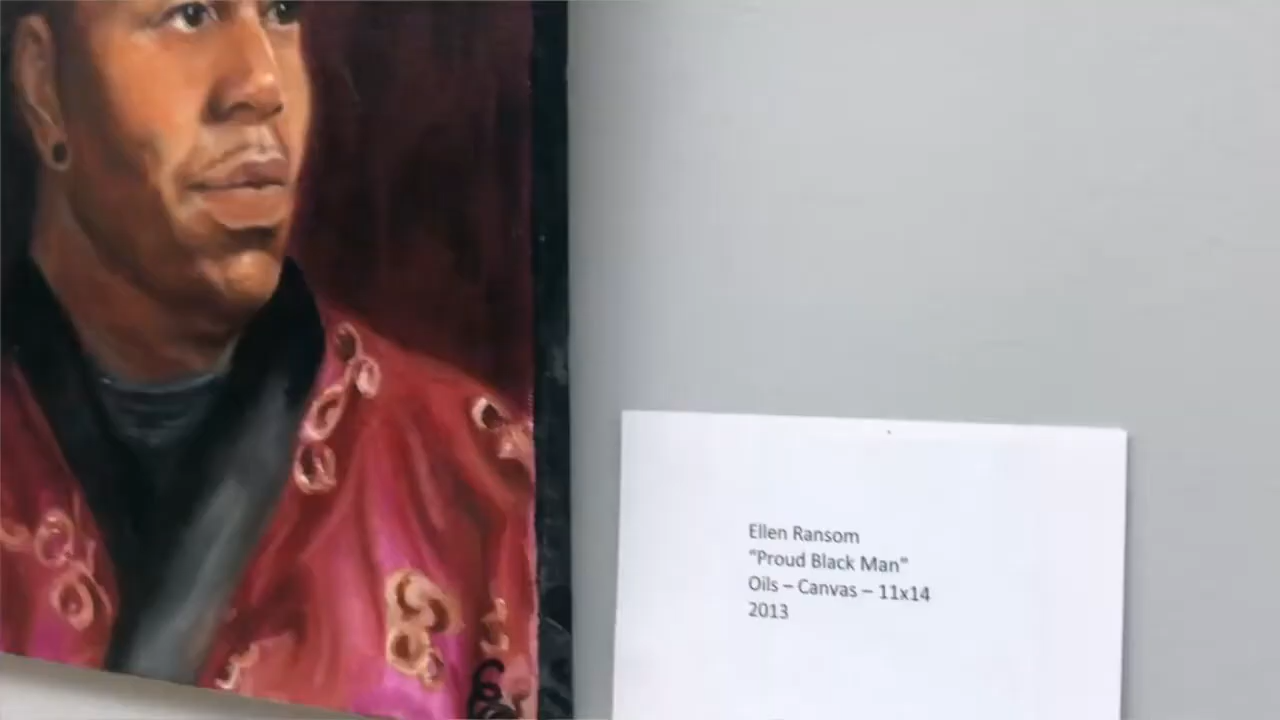 Ellen Ransom
"Proud Black Man"
Oils – Canvas – 11x14
2013